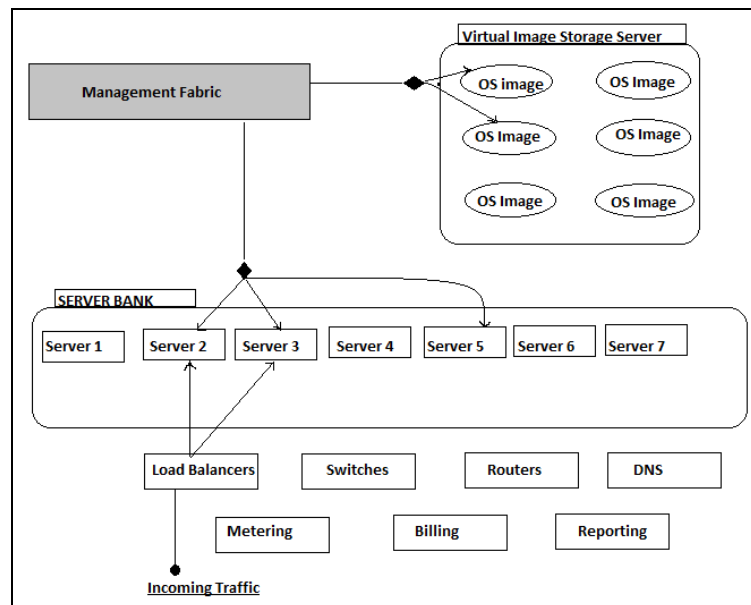 Virtual Image Storage Server
Management Fabric
OS image
OS Image
OS Image
OS Image
OS Image
OS Image
SERVER BANK
Server 1
Server 2
Server 3
Server 4
Server 5
Server 6
Server 7
Load Balancers
Switches
Routers
DNS
Metering
Billing
Reporting
Incoming Traffic